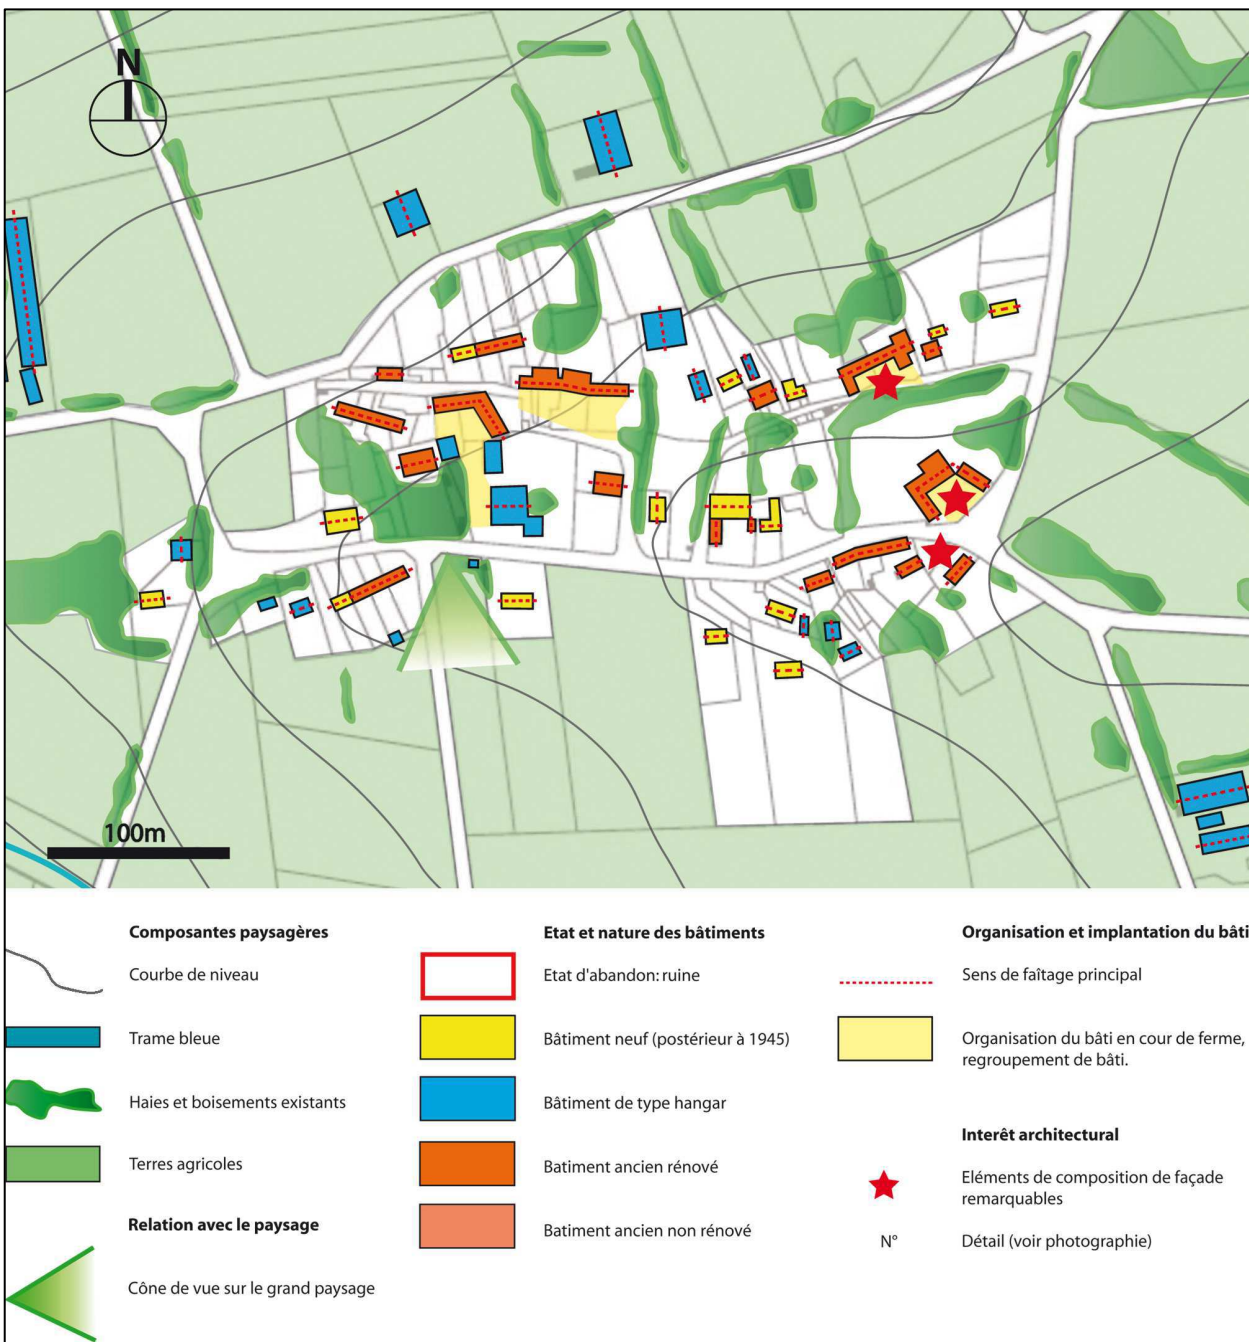 N
100m
Composantes paysagères
Courbe de niveau
Trame bleue
Haies et boisements existants
Terres agricoles
Relation avec le paysage
Cône de vue sur le grand paysage
Etat et nature des bâtiments
Etat d'abandon: ruine
Bâtiment neuf (postérieur à 1945)
Bâtiment de type hangar
Batiment ancien rénové
Batiment ancien non rénové
Organisation et implantation du bâti
Sens de faîtage principal
Organisation du bâti en cour de ferme,
regroupement de bâti.
Interêt architectural
Eléments de composition de façade
remarquables
N°
Détail (voir photographie)